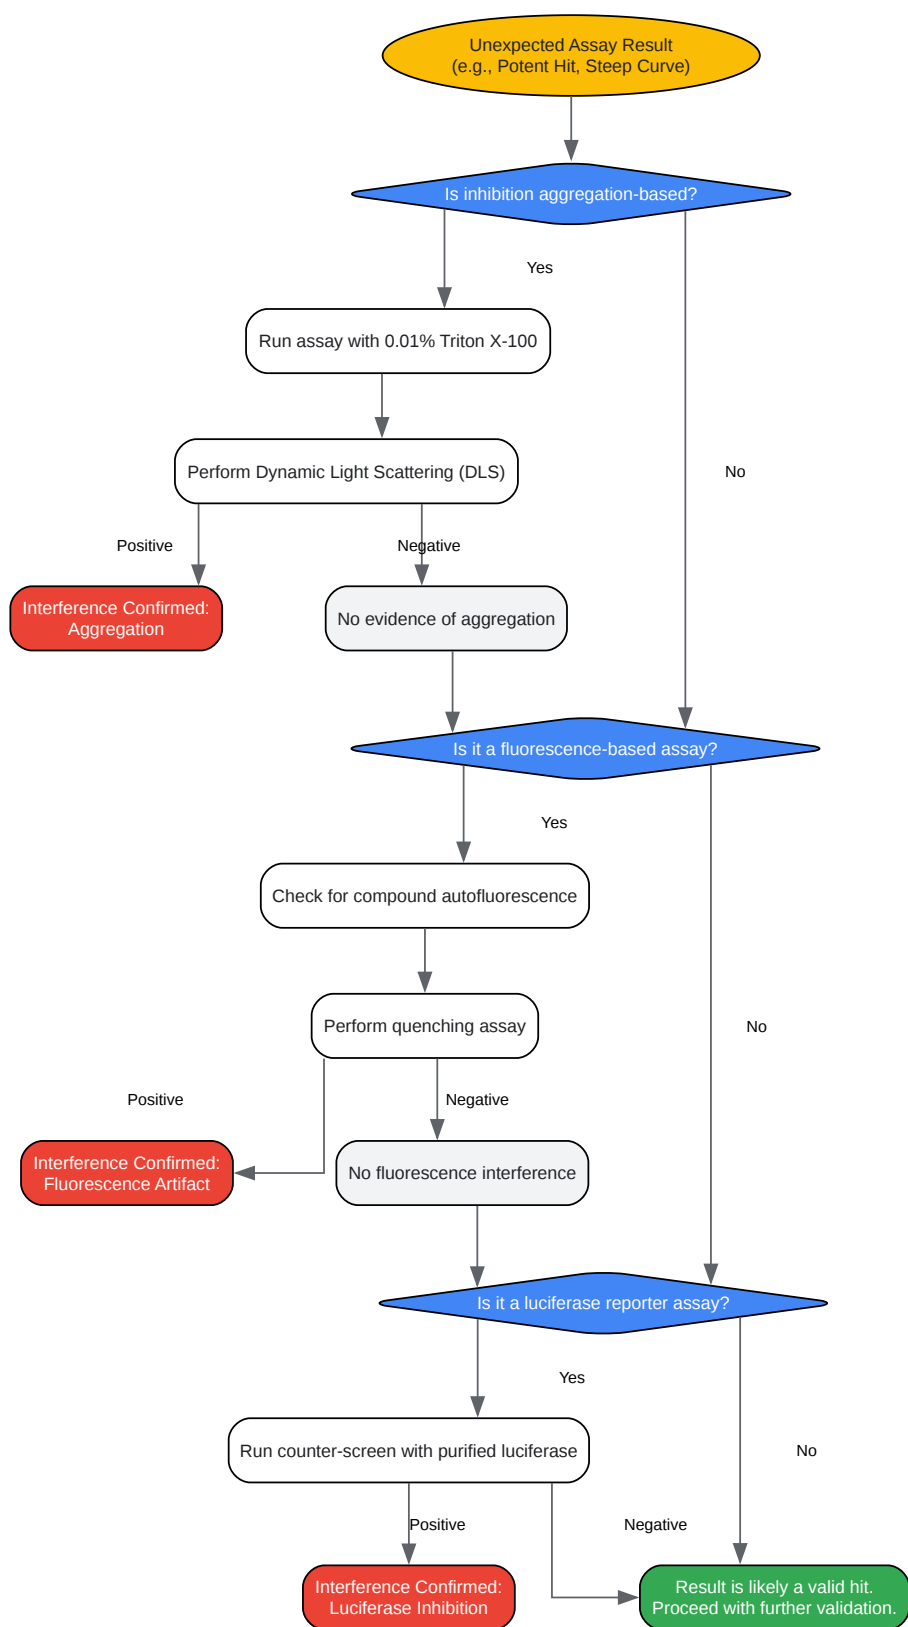 Unexpected Assay Result
(e.g., Potent Hit, Steep Curve)
Is inhibition aggregation-based?
Yes
Run assay with 0.01% Triton X-100
Perform Dynamic Light Scattering (DLS)
No
Positive
Negative
Interference Confirmed:
Aggregation
No evidence of aggregation
Is it a fluorescence-based assay?
Yes
Check for compound autofluorescence
Perform quenching assay
No
Positive
Negative
Interference Confirmed:
Fluorescence Artifact
No fluorescence interference
Is it a luciferase reporter assay?
Yes
Run counter-screen with purified luciferase
No
Positive
Negative
Interference Confirmed:
Luciferase Inhibition
Result is likely a valid hit.
Proceed with further validation.